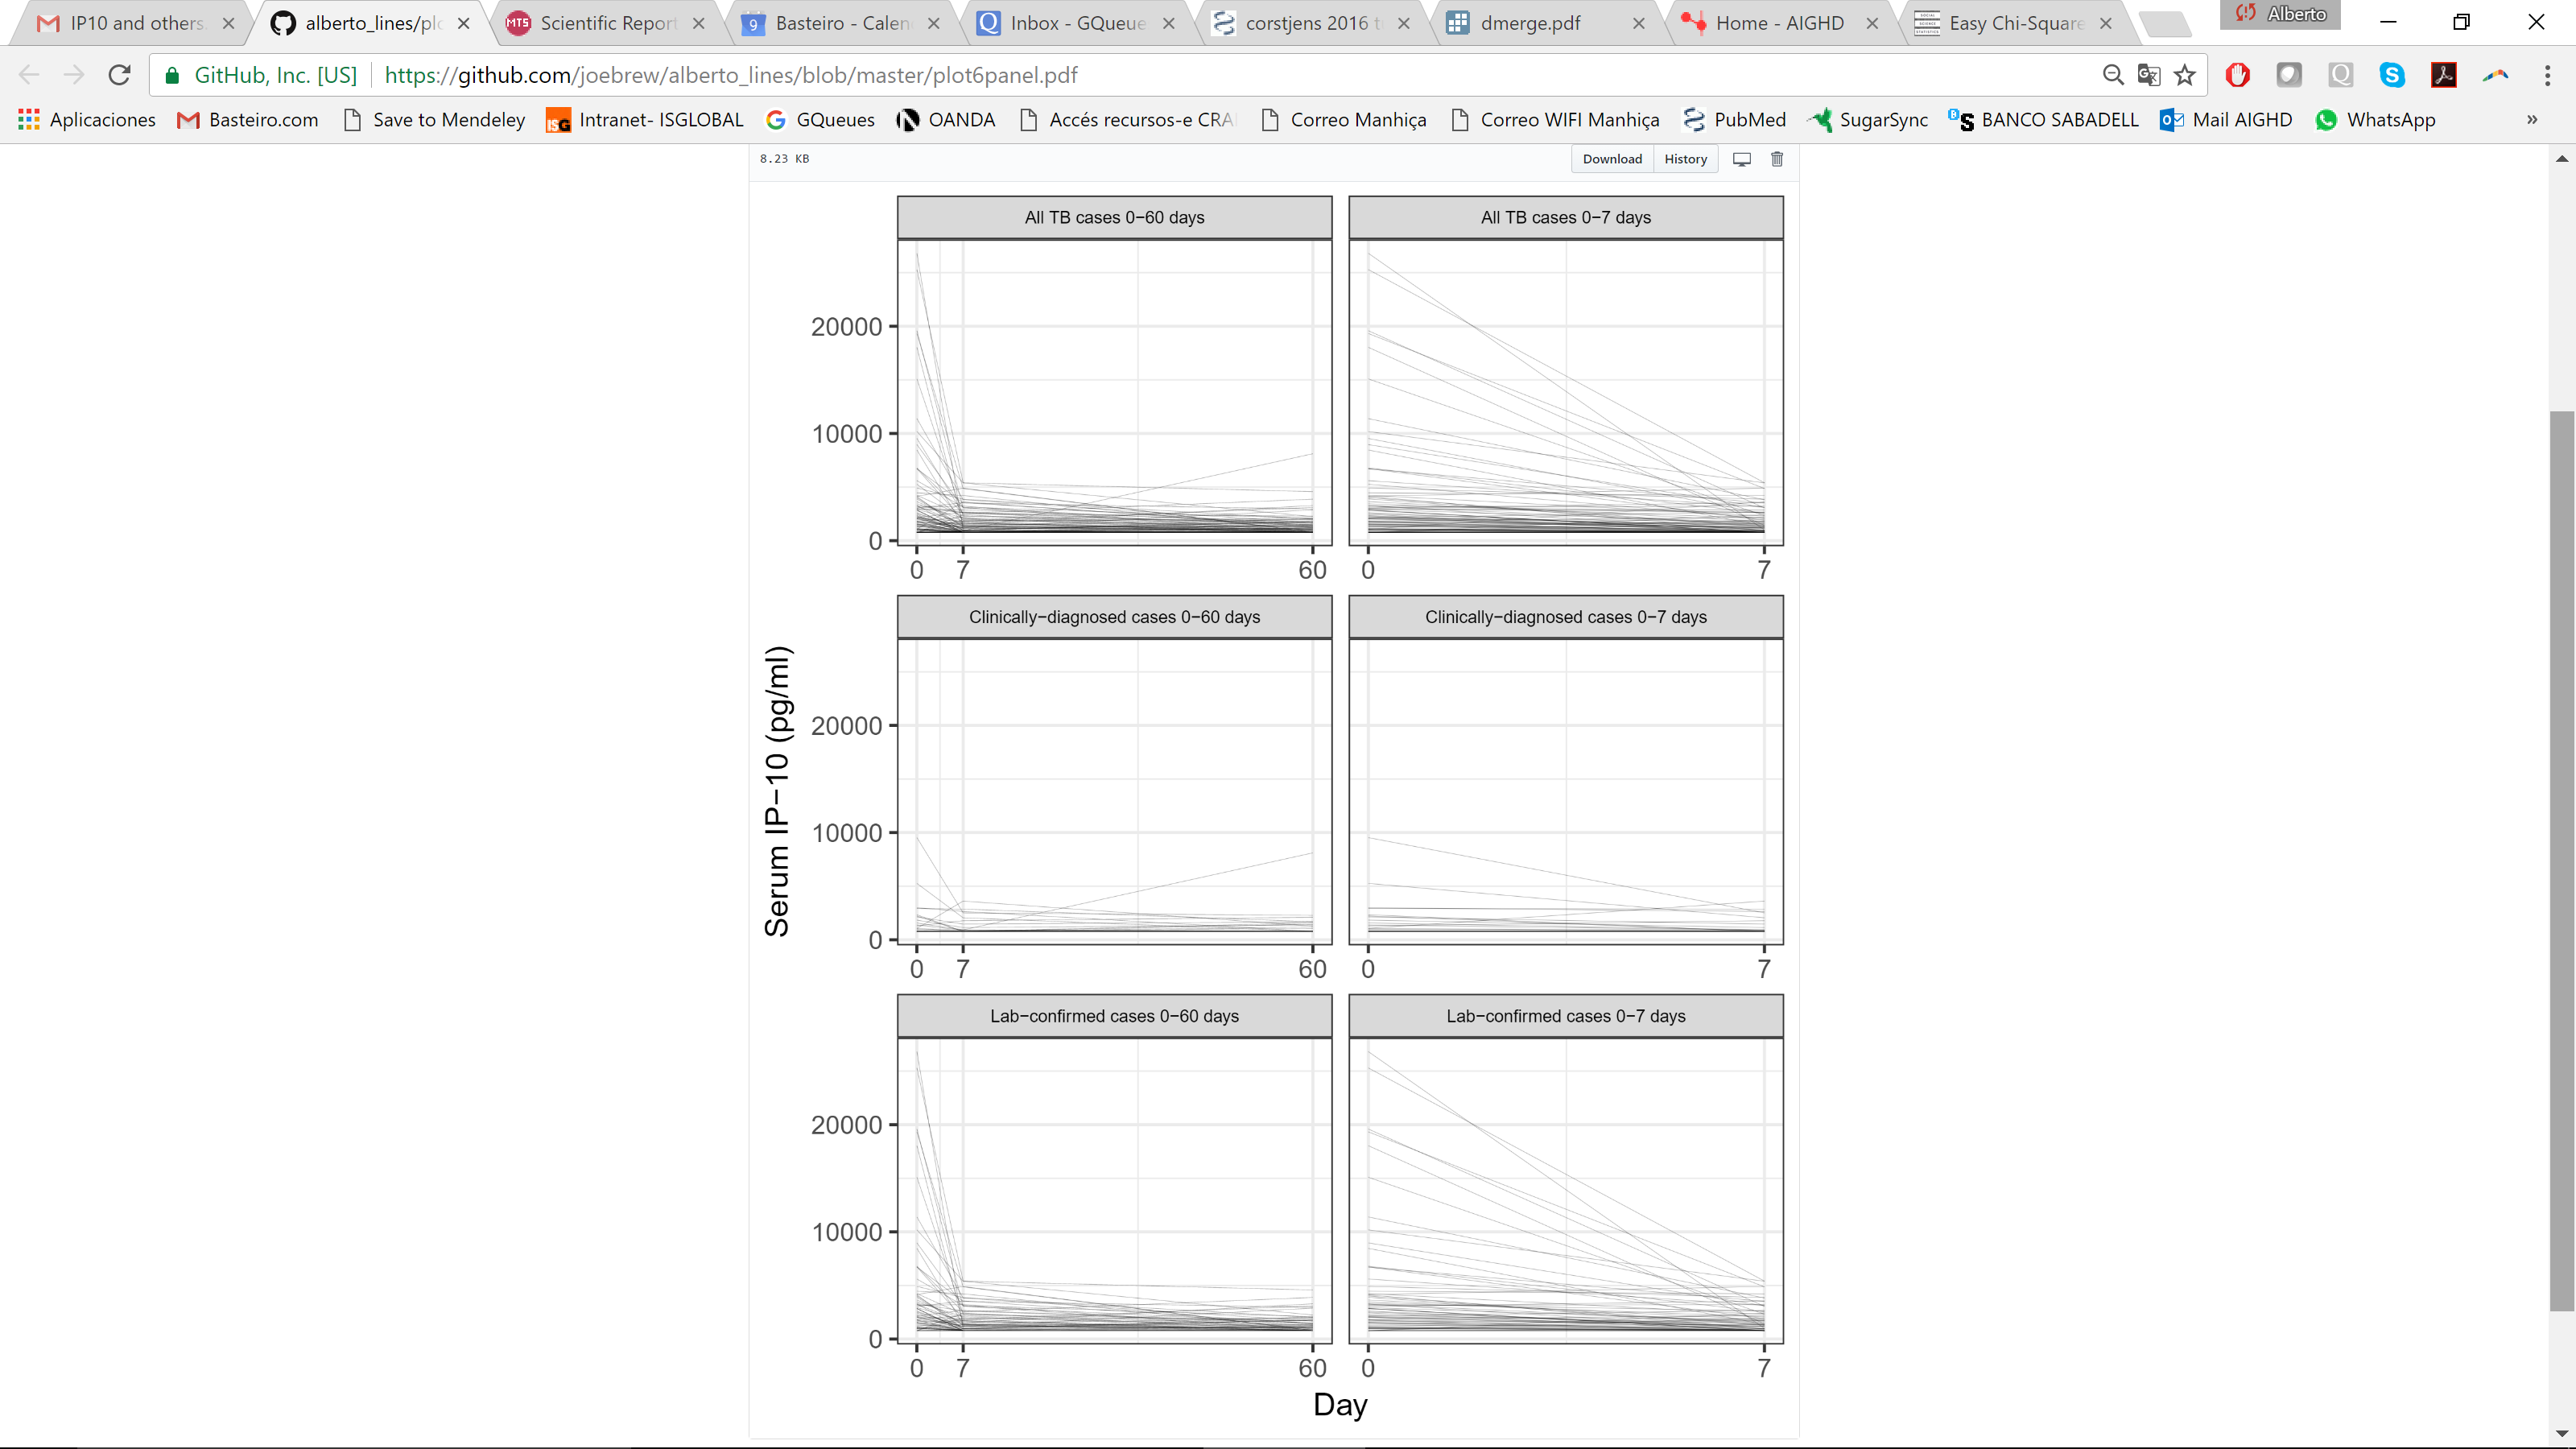 IP10 and others
alberto_lines/plo
MTS Scientific Report
9 Basteiro - Calen
Inbox - GQueue
corstjens 2016 t
dmerge.pdf
Home - AIGHD
Easy Chi-Square
Alberto
GitHub, Inc. [US] https://github.com/joebrew/alberto_lines/blob/master/plot6panel.pdf
Aplicaciones
Basteiro.com
Save to Mendeley
Intranet- ISGLOBAL
GQueues
OANDA
Accés recursos-e CRA
Correo Manhiça
Correo WIFI Manhiça
PubMed
SugarSync
BANCO SABADELL
Mail AIGHD
WhatsApp
»
8.23 KB
Download
History
All TB cases 0−60 days
All TB cases 0−7 days
20000
10000
0
0 7 60
0 7
Clinically−diagnosed cases 0−60 days
Clinically−diagnosed cases 0−7 days
Serum IP−10 (pg/ml)
20000
10000
0
0 7 60
0 7
Lab−confirmed cases 0−60 days
Lab−confirmed cases 0−7 days
20000
10000
0
0 7 60
0 7
Day